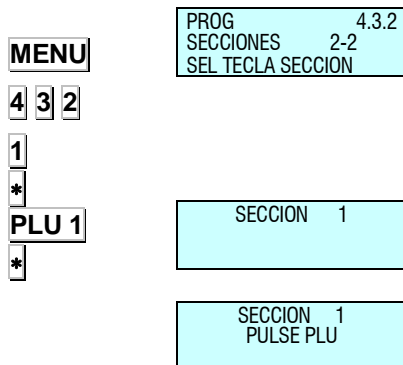 PROG 4.3.2
SECCIONES 2-2
SEL TECLA SECCION
MENU
4 3 2
1
*
PLU 1
*
SECCION 1
SECCION 1
PULSE PLU